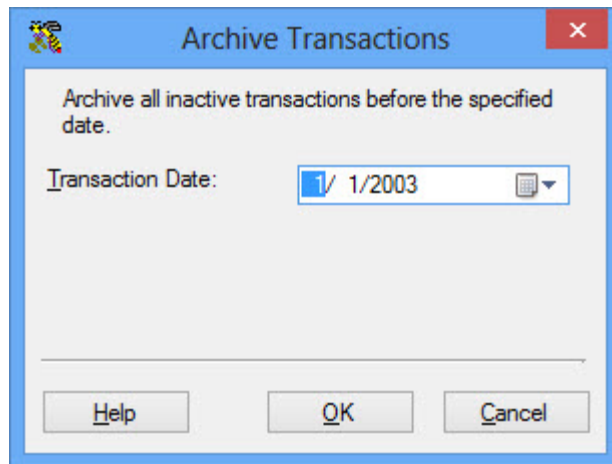 Archive Transactions
Archive all inactive transactions before the specified
date.
Transaction Date:
1/ 1/2003
Help
OK
Cancel